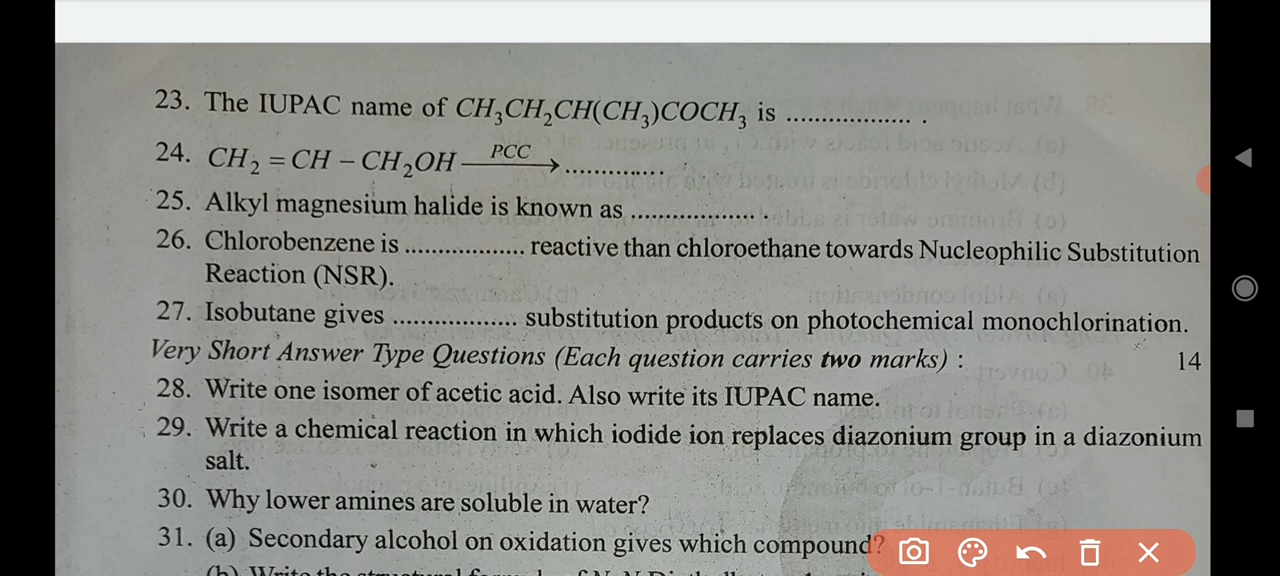 23. The IUPAC name of CH₃CH₂CH(CH₃)COCH₃ is .................. .
24. CH₂ = CH – CH₂OH —PCC→ ..............
25. Alkyl magnesium halide is known as .................. .
26. Chlorobenzene is ................. reactive than chloroethane towards Nucleophilic Substitution
Reaction (NSR).
27. Isobutane gives .................. substitution products on photochemical monochlorination.
Very Short Answer Type Questions (Each question carries two marks) : 14
28. Write one isomer of acetic acid. Also write its IUPAC name.
29. Write a chemical reaction in which iodide ion replaces diazonium group in a diazonium
salt.
30. Why lower amines are soluble in water?
31. (a) Secondary alcohol on oxidation gives which compound?